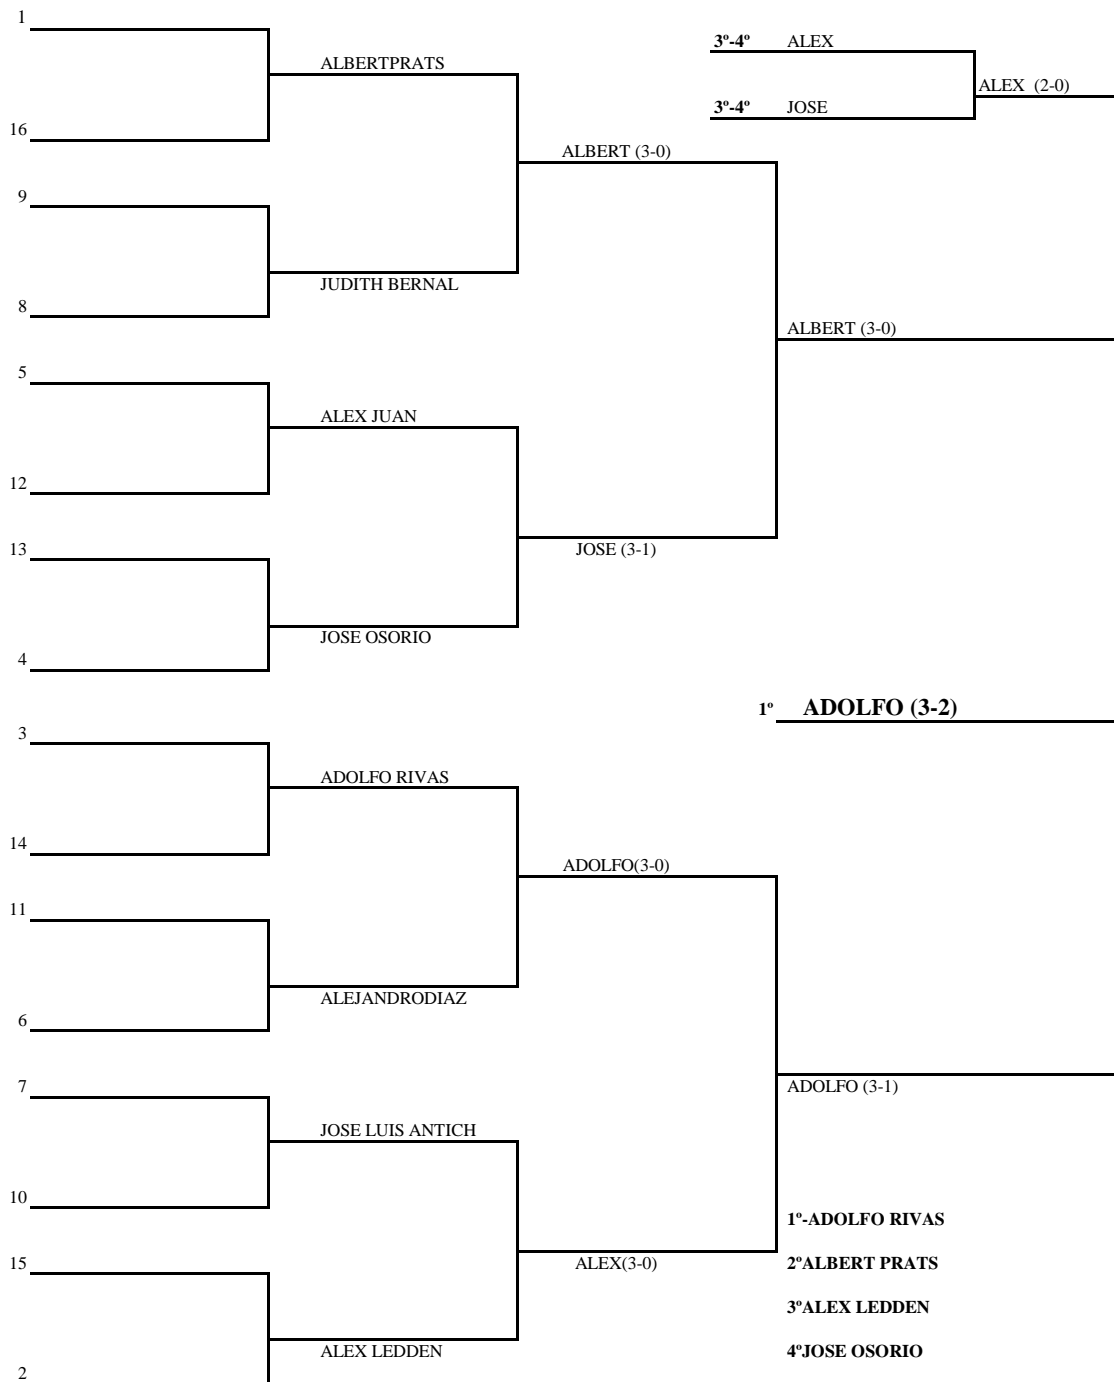 1
3º-4º ALEX
ALBERTPRATS
ALEX (2-0)
3º-4º JOSE
16
ALBERT (3-0)
9
JUDITH BERNAL
8
ALBERT (3-0)
5
ALEX JUAN
12
13
JOSE (3-1)
JOSE OSORIO
4
1º ADOLFO (3-2)
3
ADOLFO RIVAS
14
ADOLFO(3-0)
11
ALEJANDRODIAZ
6
7
ADOLFO (3-1)
JOSE LUIS ANTICH
10
1º-ADOLFO RIVAS
15
ALEX(3-0)
2ºALBERT PRATS
3ºALEX LEDDEN
ALEX LEDDEN
4ºJOSE OSORIO
2